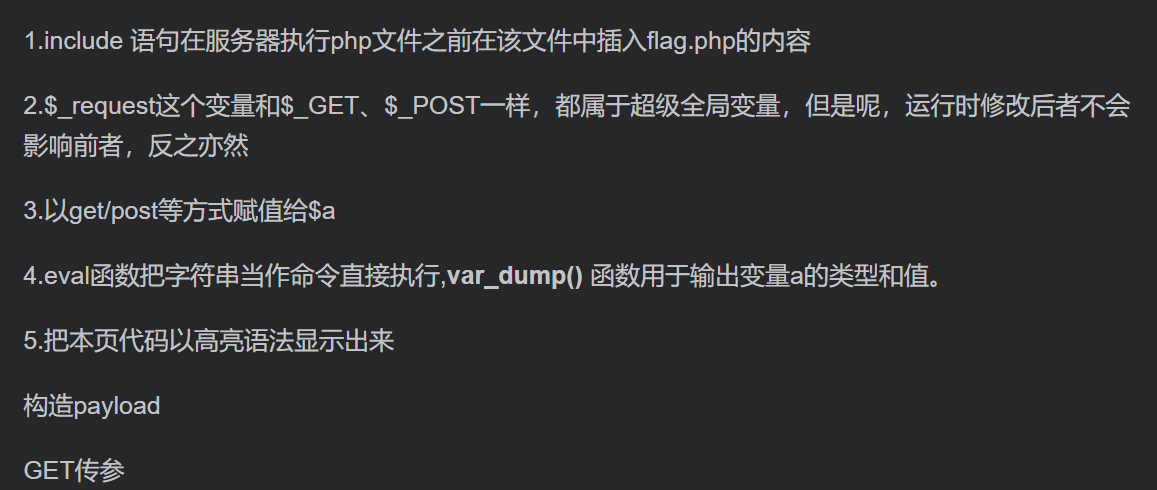 1.include 语句在服务器执行php文件之前在该文件中插入flag.php的内容
2.$_request这个变量和$_GET、$_POST一样，都属于超级全局变量，但是呢，运行时修改后者不会
影响前者，反之亦然
3.以get/post等方式赋值给$a
4.eval函数把字符串当作命令直接执行,var_dump() 函数用于输出变量a的类型和值。
5.把本页代码以高亮语法显示出来
构造payload
GET传参